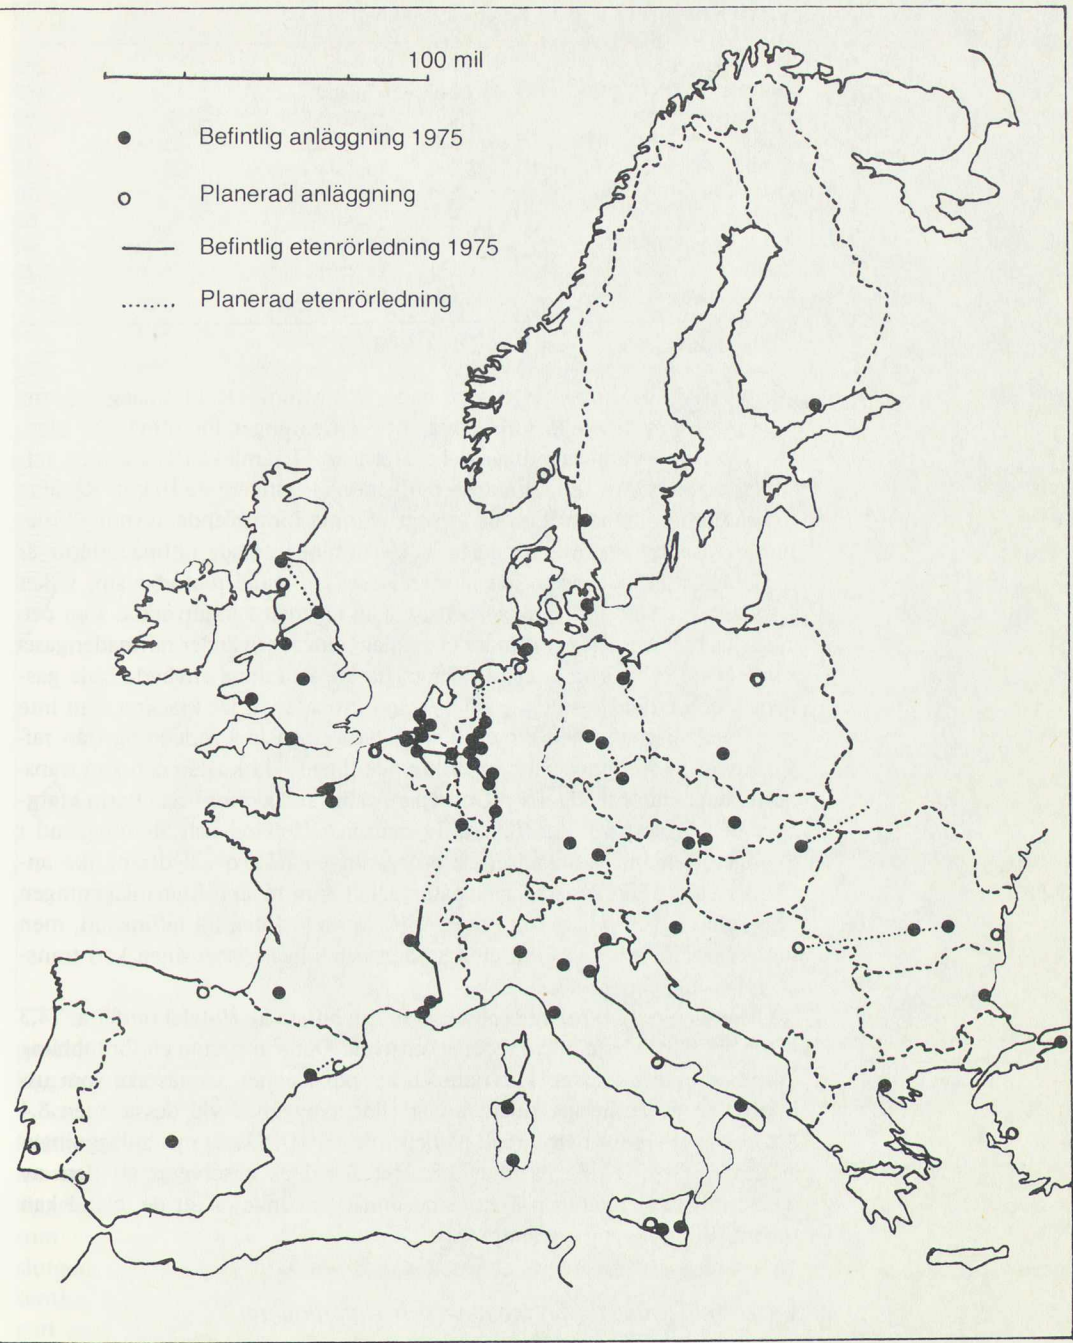 100 mil
Befintlig anläggning 1975
Planerad anläggning
Befintlig etenrörledning 1975
Planerad etenrörledning